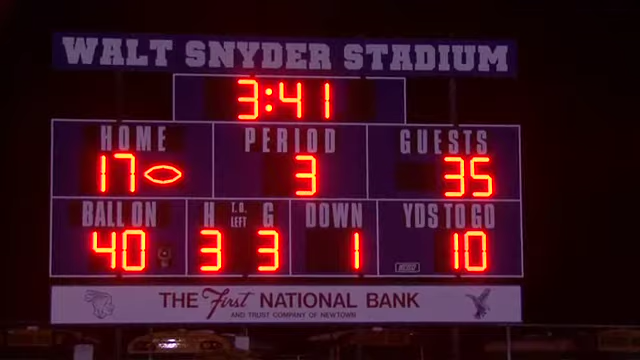 WALT SNYDER STADIUM
3:41
HOME PERIOD GUESTS
17 3 35
BALL ON H T.O. LEFT G DOWN YDS TO GO
40 3 3 1 10
THE First NATIONAL BANK
AND TRUST COMPANY OF NEWTOWN